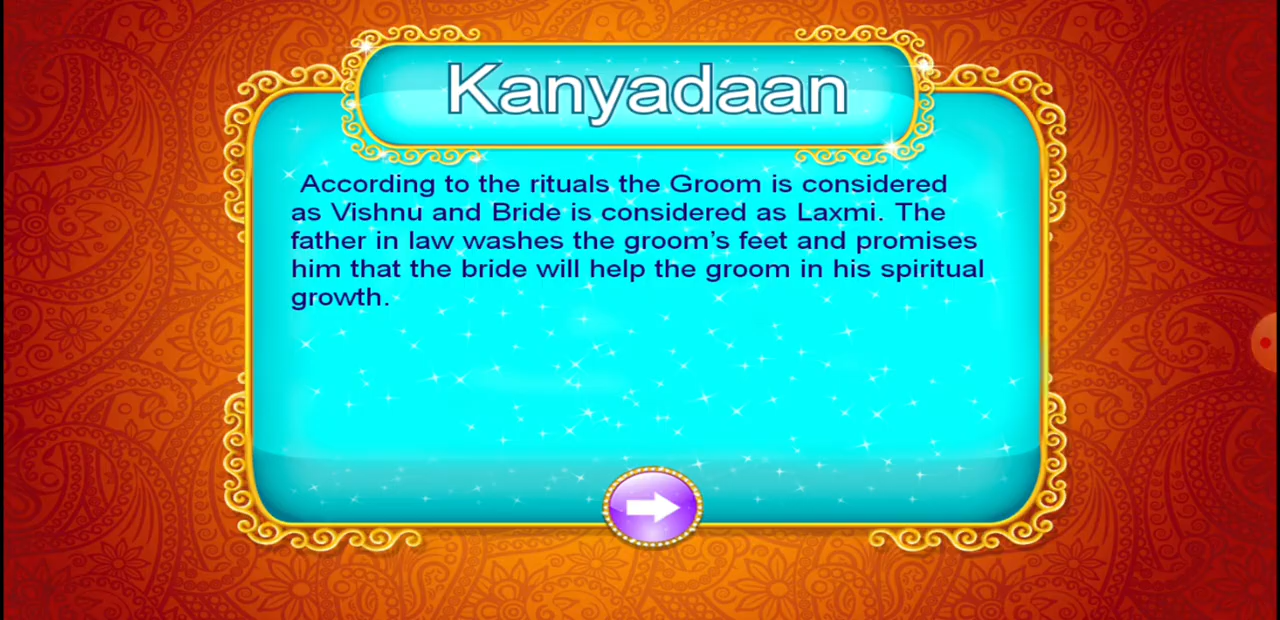 Kanyadaan
According to the rituals the Groom is considered
as Vishnu and Bride is considered as Laxmi. The
father in law washes the groom's feet and promises
him that the bride will help the groom in his spiritual
growth.